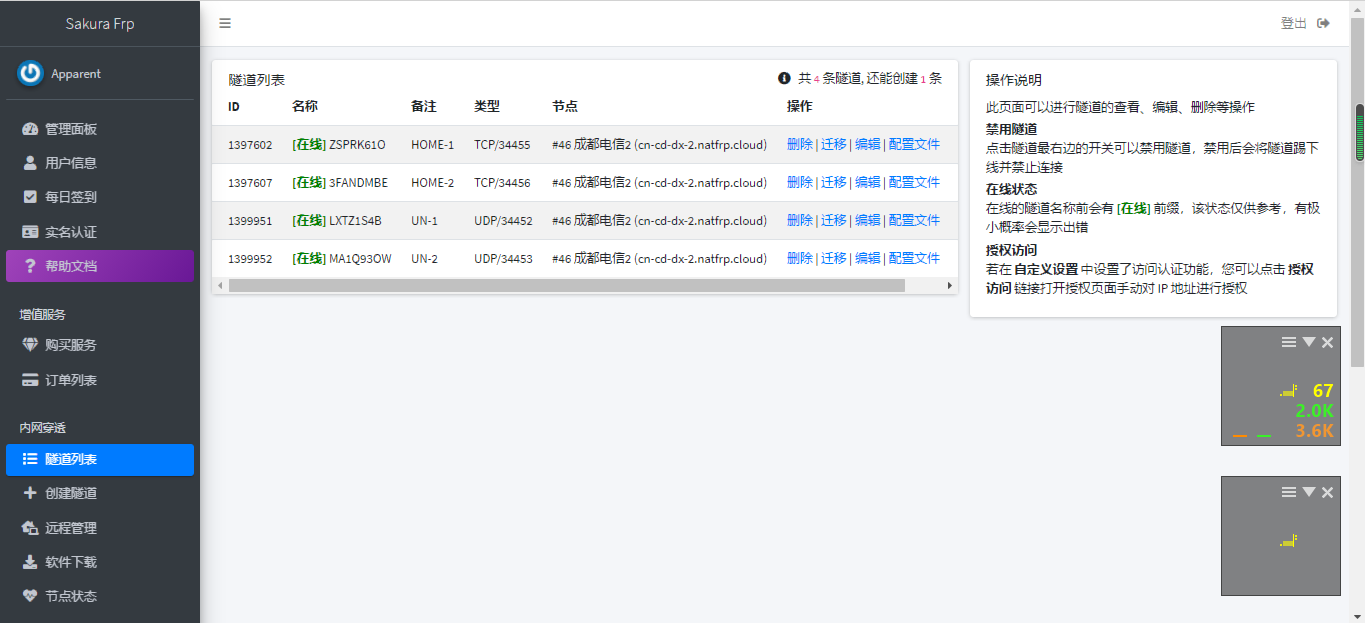 Sakura Frp
Apparent
管理面板
用户信息
每日签到
实名认证
帮助文档
增值服务
购买服务
订单列表
内网穿透
隧道列表
创建隧道
远程管理
软件下载
节点状态
登出
隧道列表
共 4 条隧道, 还能创建 1 条
ID 名称 备注 类型 节点 操作
1397602 [在线] ZSPRK61O HOME-1 TCP/34455 #46 成都电信2 (cn-cd-dx-2.natfrp.cloud) 删除 | 迁移 | 编辑 | 配置文件
1397607 [在线] 3FANDMBE HOME-2 TCP/34456 #46 成都电信2 (cn-cd-dx-2.natfrp.cloud) 删除 | 迁移 | 编辑 | 配置文件
1399951 [在线] LXTZ1S4B UN-1 UDP/34452 #46 成都电信2 (cn-cd-dx-2.natfrp.cloud) 删除 | 迁移 | 编辑 | 配置文件
1399952 [在线] MA1Q93OW UN-2 UDP/34453 #46 成都电信2 (cn-cd-dx-2.natfrp.cloud) 删除 | 迁移 | 编辑 | 配置文件
操作说明
此页面可以进行隧道的查看、编辑、删除等操作
禁用隧道
点击隧道最右边的开关可以禁用隧道，禁用后会将隧道踢下
线并禁止连接
在线状态
在线的隧道名称前会有 [在线] 前缀，该状态仅供参考，有极
小概率会显示出错
授权访问
若在 自定义设置 中设置了访问认证功能，您可以点击 授权
访问 链接打开授权页面手动对 IP 地址进行授权
67
2.0K
3.6K